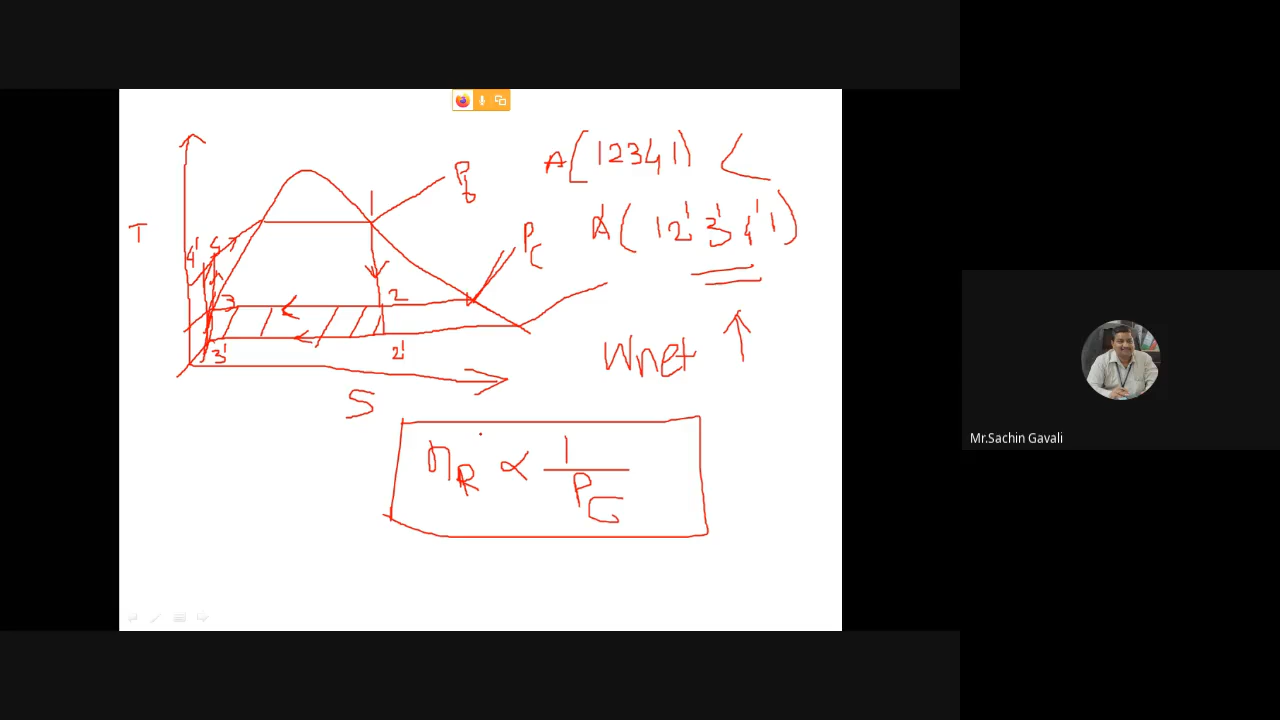 A(12341) <
A'(12'3'4'1)
T
1
Pb
PC
4'
4
3
2
3'
2'
Wnet ↑
S
ηR ∝ 1/PC
Mr.Sachin Gavali